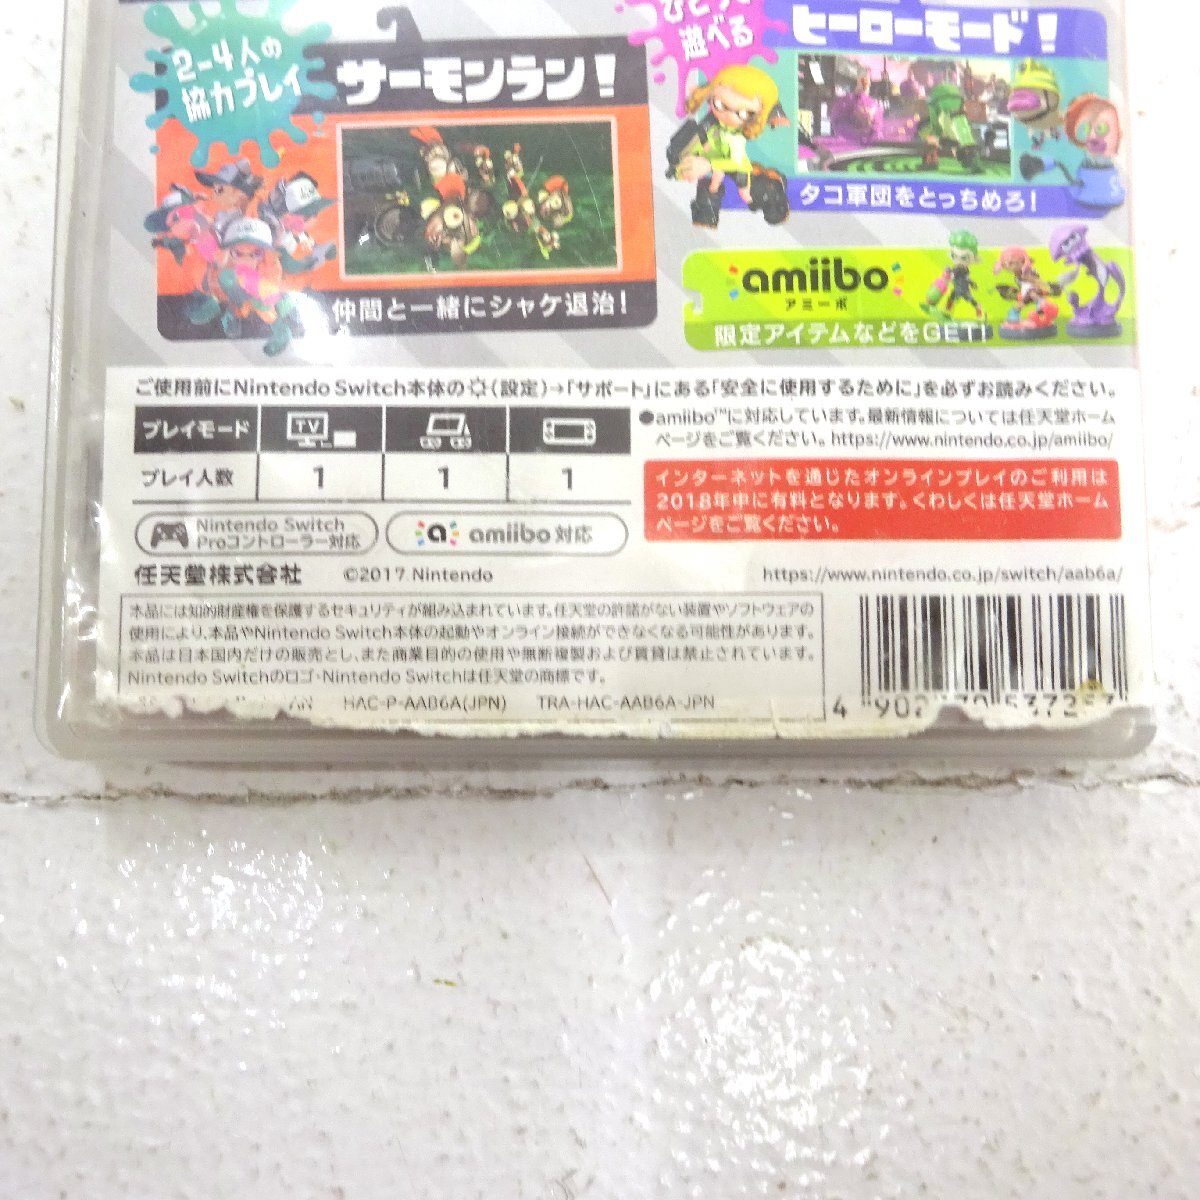 2-4人の
協力プレイ
サーモンラン！
仲間と一緒にシャケ退治！
遊べる
ヒーローモード！
タコ軍団をとっちめろ！
amiibo
アミーボ
限定アイテムなどをGET！
ご使用前にNintendo Switch本体の（設定）→「サポート」にある「安全に使用するために」を必ずお読みください。
プレイモード TV
プレイ人数 1 1 1
●amiibo™に対応しています。最新情報については任天堂ホーム
ページをご覧ください。https://www.nintendo.co.jp/amiibo/
インターネットを通じたオンラインプレイのご利用は
2018年中に有料となります。くわしくは任天堂ホーム
ページをご覧ください。
Nintendo Switch
Proコントローラー対応
a amiibo対応
任天堂株式会社 ©2017 Nintendo
https://www.nintendo.co.jp/switch/aab6a/
本品には知的財産権を保護するセキュリティが組み込まれています。任天堂の許諾がない装置やソフトウェアの
使用により、本品やNintendo Switch本体の起動やオンライン接続ができなくなる可能性があります。
本品は日本国内だけの販売とし、また商業目的の使用や無断複製および賃貸は禁止されています。
Nintendo Switchのロゴ・Nintendo Switchは任天堂の商標です。
HAC-P-AAB6A(JPN) TRA-HAC-AAB6A-JPN